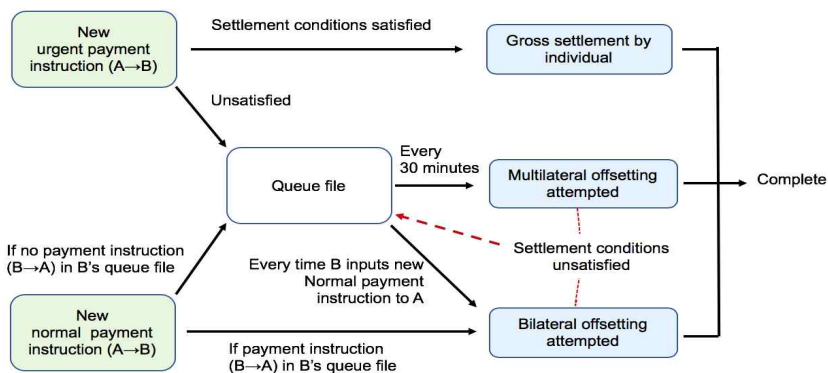 New
urgent payment
instruction (A→B)
Settlement conditions satisfied
Gross settlement by
individual
Unsatisfied
Queue file
Every
30 minutes
Multilateral offsetting
attempted
Complete
If no payment instruction
(B→A) in B's queue file
Every time B inputs new
Normal payment
instruction to A
Settlement conditions
unsatisfied
New
normal payment
instruction (A→B)
If payment instruction
(B→A) in B's queue file
Bilateral offsetting
attempted